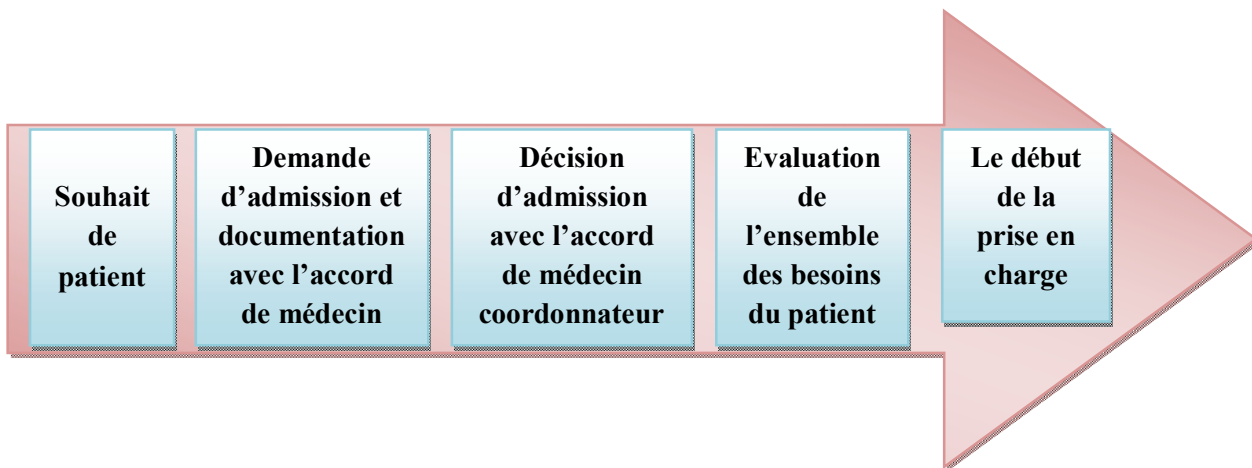 Souhait
de
patient
Demande
d’admission et
documentation
avec l’accord
de médecin
Décision
d’admission
avec l’accord
de médecin
coordonnateur
Evaluation
de
l’ensemble
des besoins
du patient
Le début
de la
prise en
charge